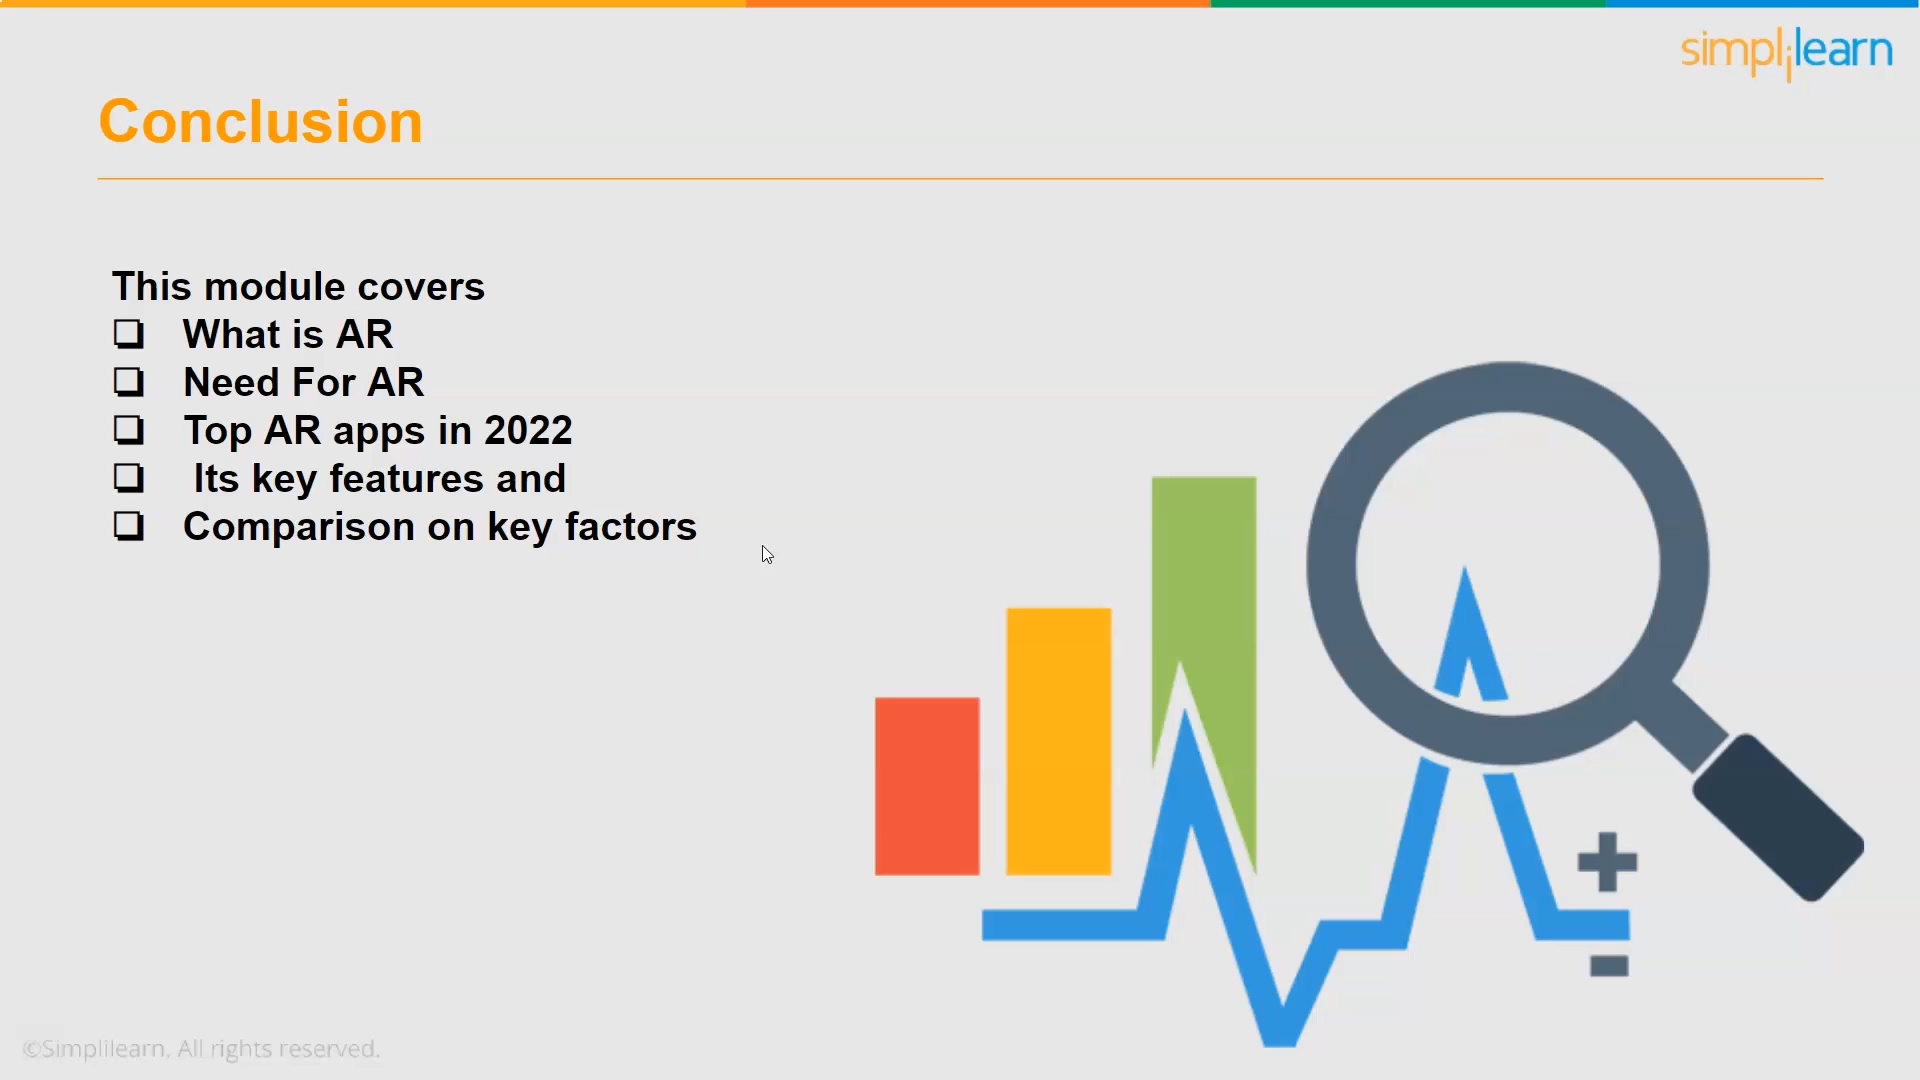 simplilearn
Conclusion
This module covers
❑ What is AR
❑ Need For AR
❑ Top AR apps in 2022
❑ Its key features and
❑ Comparison on key factors
©Simplilearn. All rights reserved.